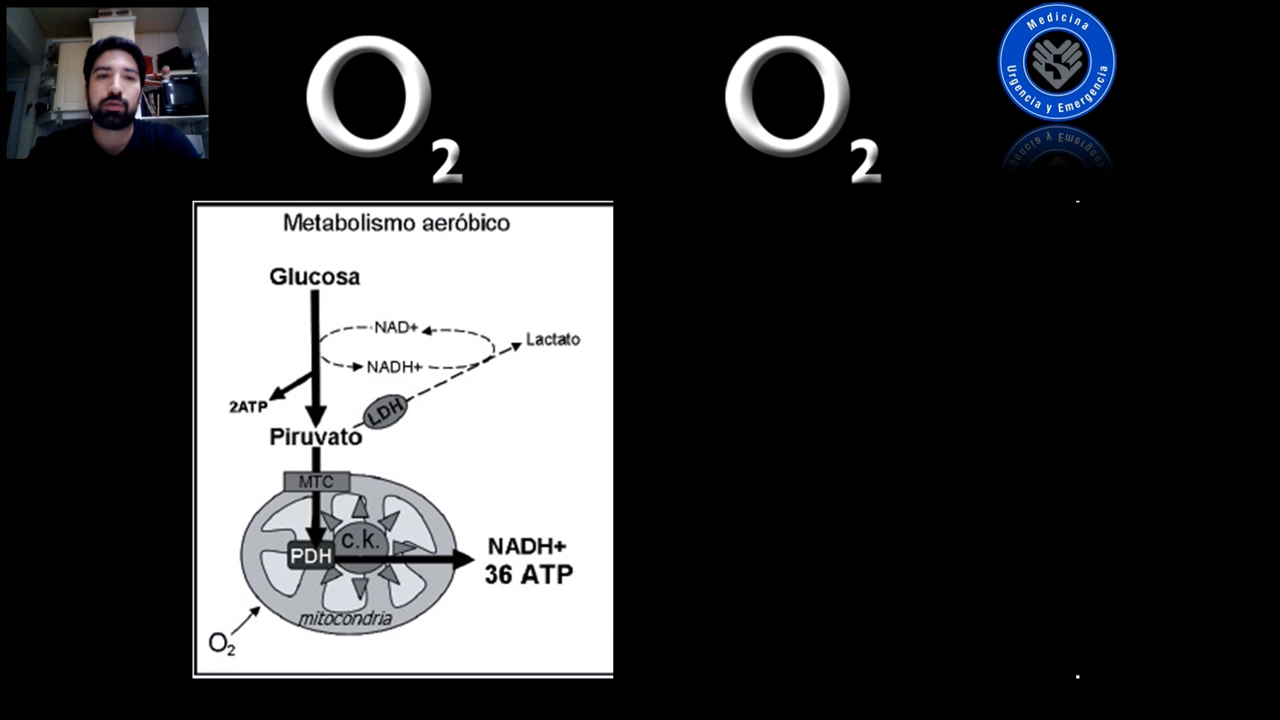 O2
O2
Medicina
Urgencia y Emergencia
Metabolismo aeróbico
Glucosa
NAD+
Lactato
NADH+
2ATP
LDH
Piruvato
MTC
c.k.
PDH
NADH+
36 ATP
mitocondria
O2